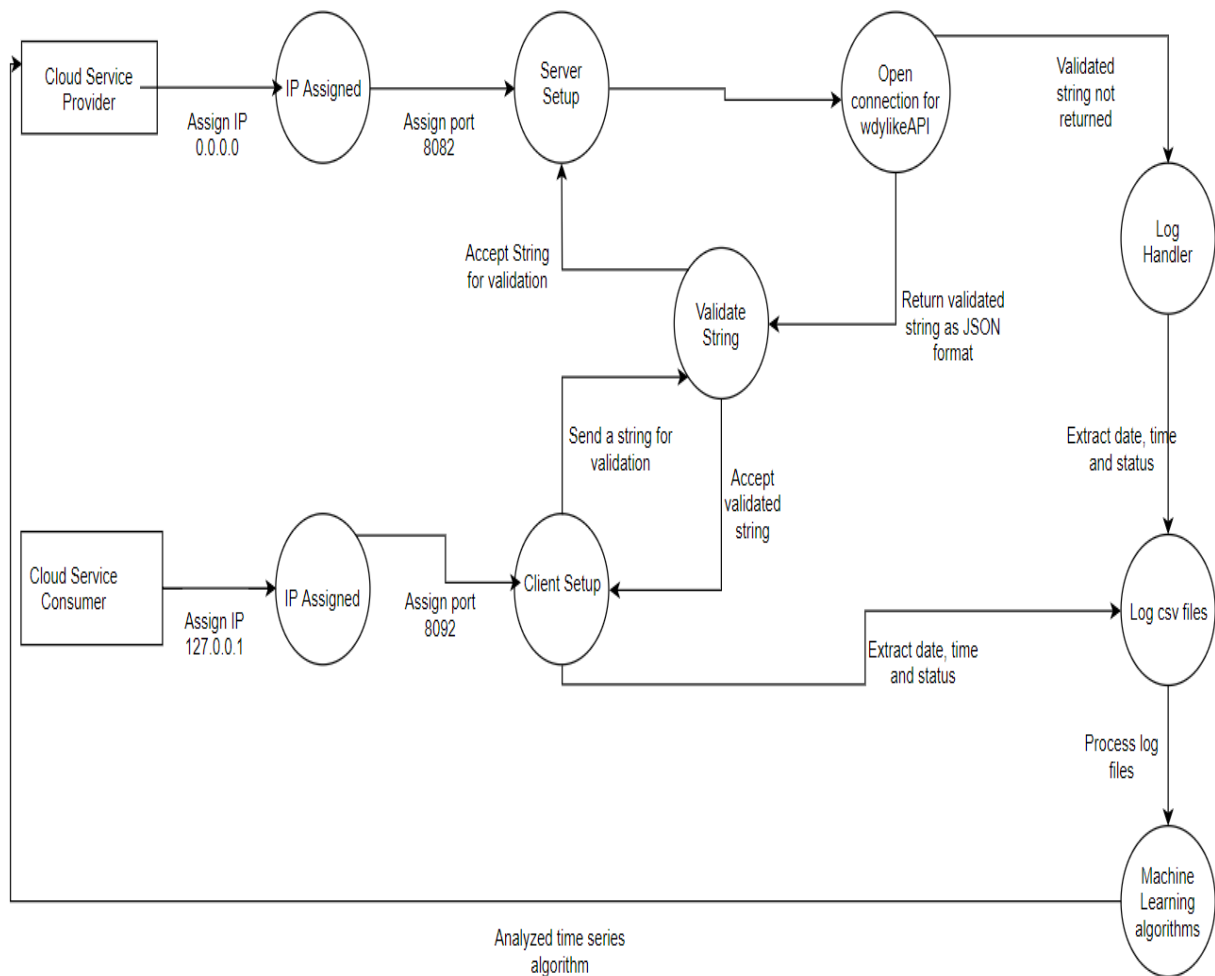 Cloud Service
Provider
Assign IP
0.0.0.0
IP Assigned
Assign port
8082
Server
Setup
Open
connection for
wdylikeAPI
Validated
string not
returned
Log
Handler
Accept String
for validation
Validate
String
Return validated
string as JSON
format
Send a string for
validation
Accept
validated
string
Extract date, time
and status
Cloud Service
Consumer
Assign IP
127.0.0.1
IP Assigned
Assign port
8092
Client Setup
Extract date, time
and status
Log csv files
Process log
files
Machine
Learning
algorithms
Analyzed time series
algorithm